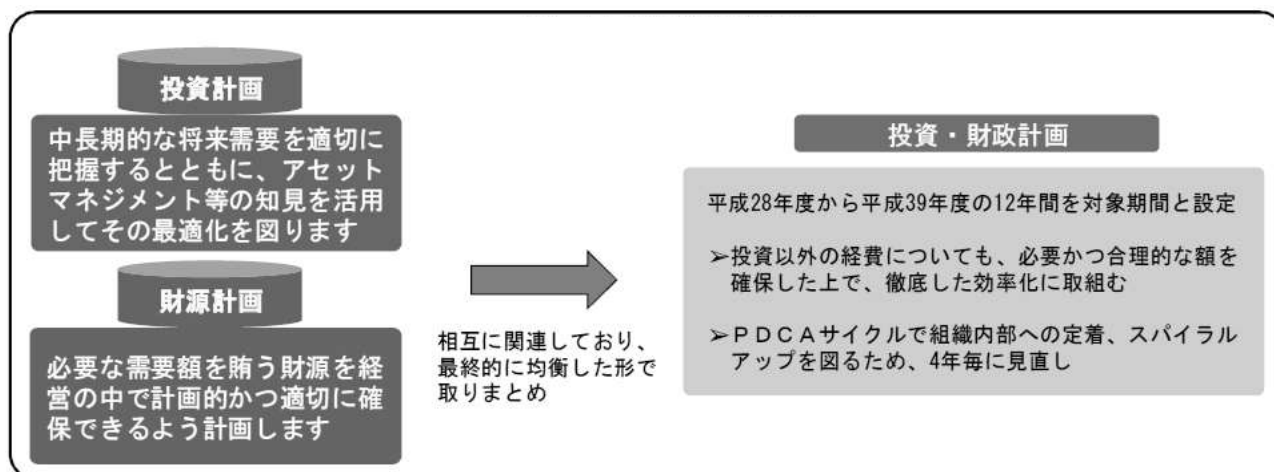 投資計画
中長期的な将来需要を適切に
把握するとともに、アセット
マネジメント等の知見を活用
してその最適化を図ります
財源計画
必要な需要額を賄う財源を経
営の中で計画的かつ適切に確
保できるよう計画します
相互に関連しており、
最終的に均衡した形で
取りまとめ
投資・財政計画
平成28年度から平成39年度の12年間を対象期間と設定
➢投資以外の経費についても、必要かつ合理的な額を
確保した上で、徹底した効率化に取組む
➢ＰＤＣＡサイクルで組織内部への定着、スパイラル
アップを図るため、4年毎に見直し